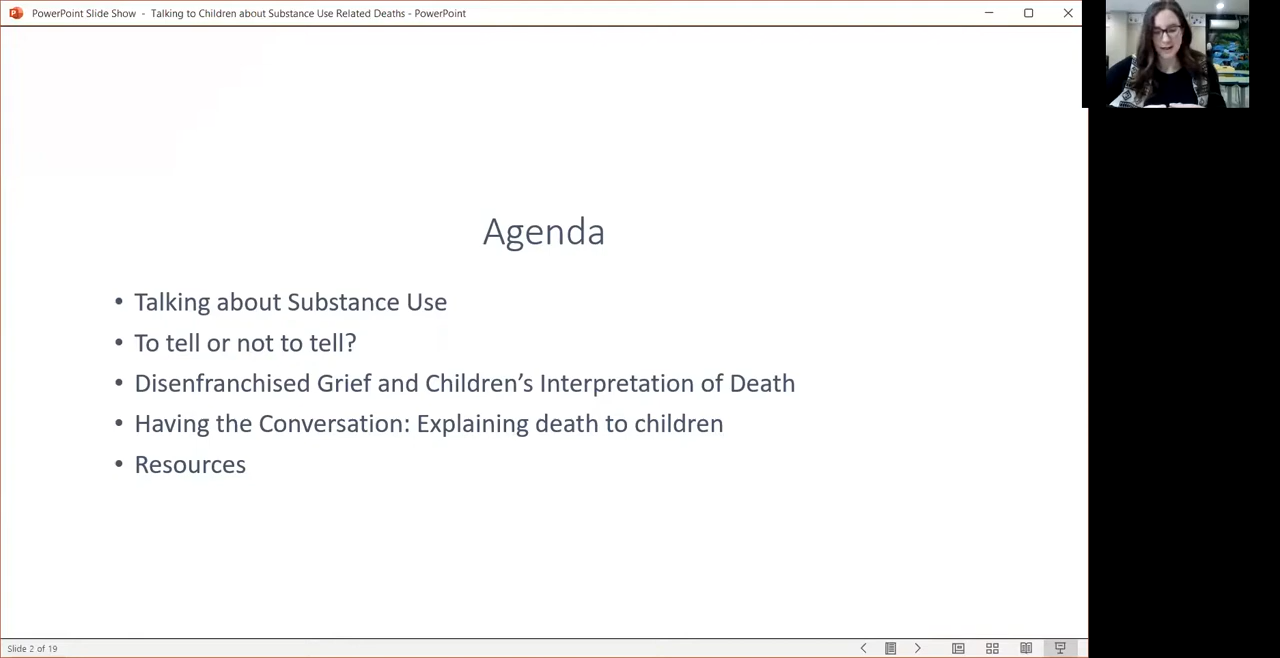 PowerPoint Slide Show - Talking to Children about Substance Use Related Deaths - PowerPoint
Agenda
• Talking about Substance Use
• To tell or not to tell?
• Disenfranchised Grief and Children’s Interpretation of Death
• Having the Conversation: Explaining death to children
• Resources
Slide 2 of 19